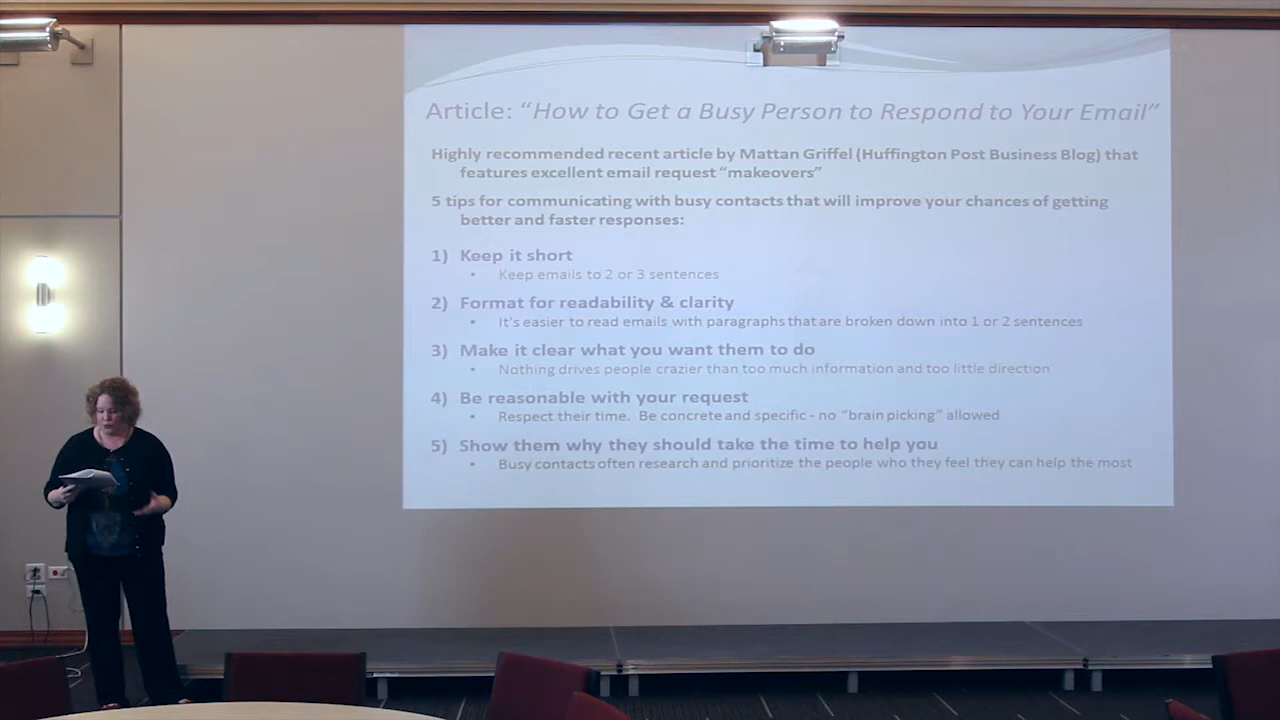 Article: “How to Get a Busy Person to Respond to Your Email”
Highly recommended recent article by Mattan Griffel (Huffington Post Business Blog) that
features excellent email request “makeovers”
5 tips for communicating with busy contacts that will improve your chances of getting
better and faster responses:
1) Keep it short
• Keep emails to 2 or 3 sentences
2) Format for readability & clarity
• It's easier to read emails with paragraphs that are broken down into 1 or 2 sentences
3) Make it clear what you want them to do
• Nothing drives people crazier than too much information and too little direction
4) Be reasonable with your request
• Respect their time. Be concrete and specific - no “brain picking” allowed
5) Show them why they should take the time to help you
• Busy contacts often research and prioritize the people who they feel they can help the most